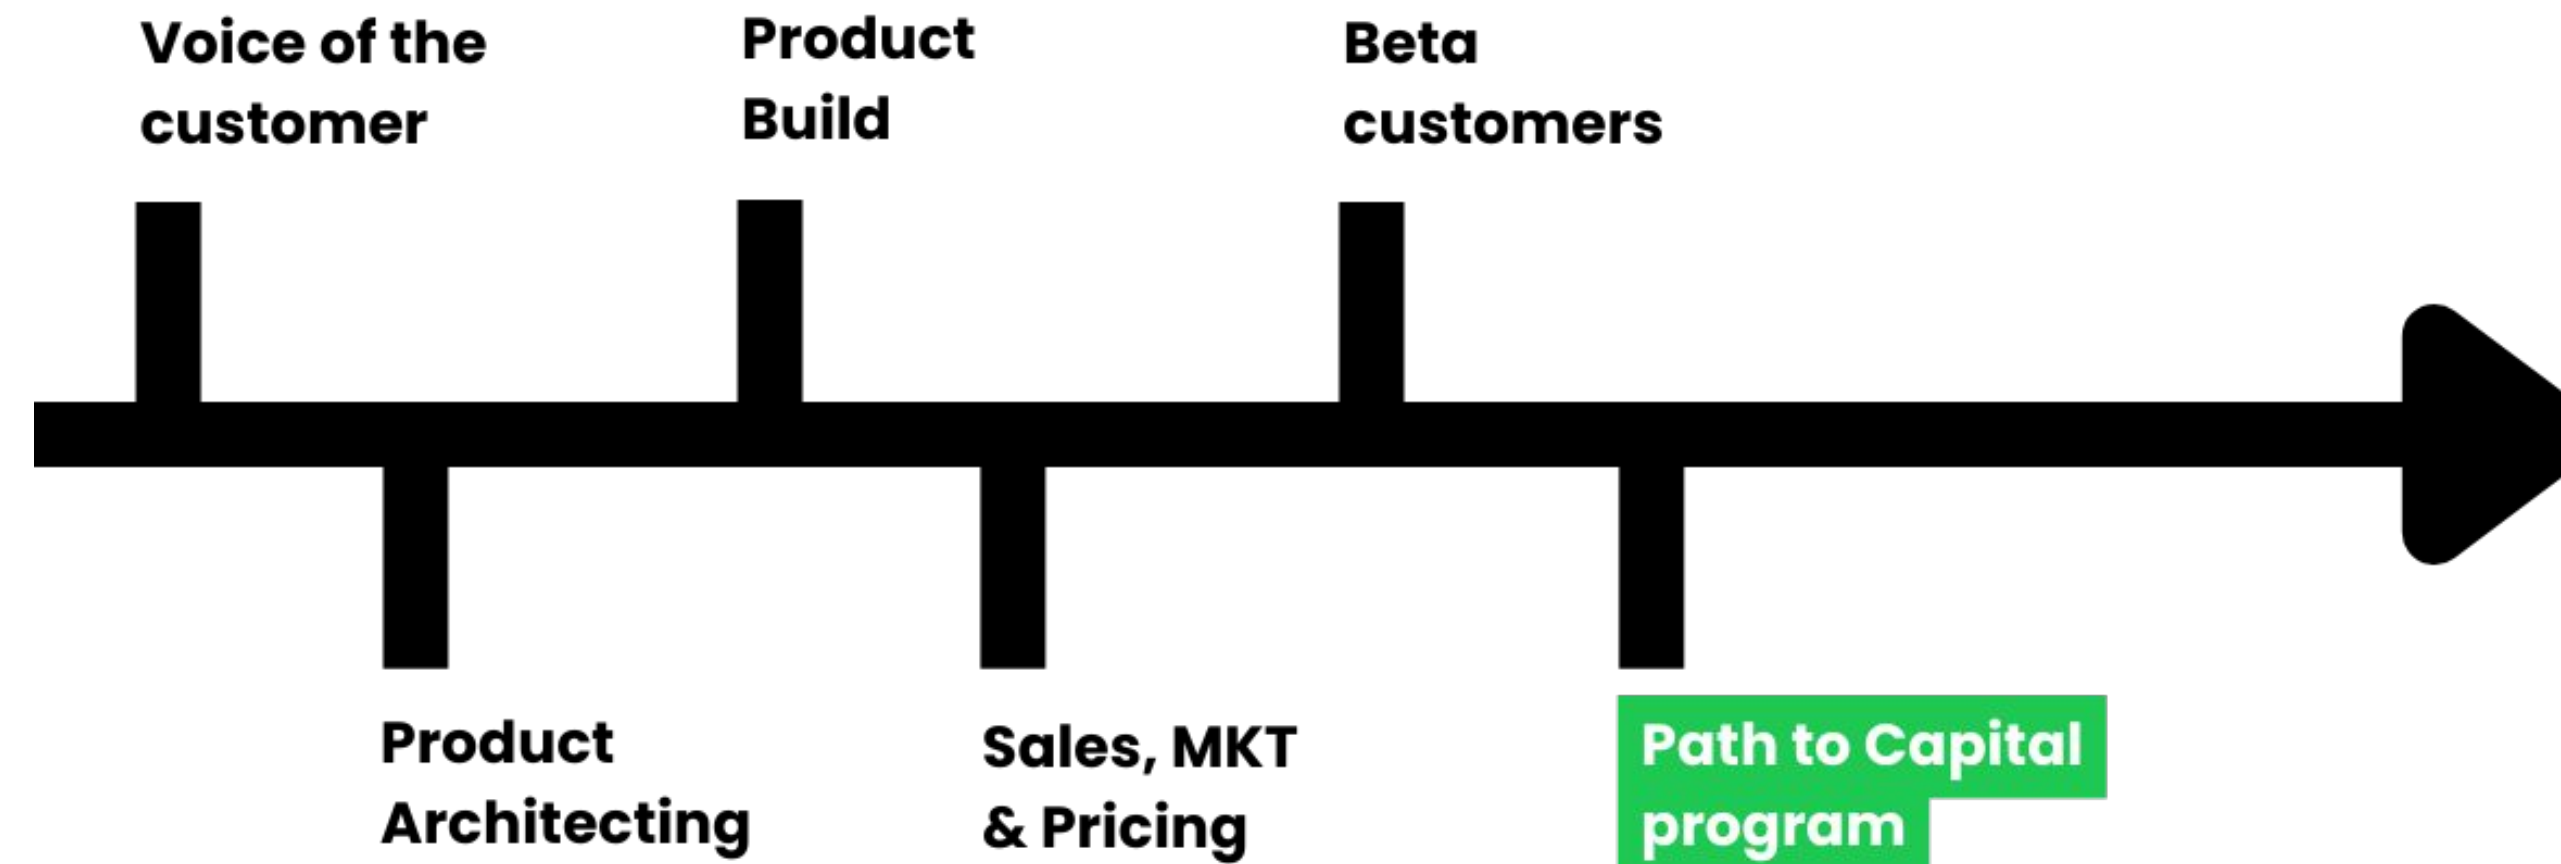 Voice of the
customer
Product
Build
Beta
customers
Product
Architecting
Sales, MKT
& Pricing
Path to Capital
program